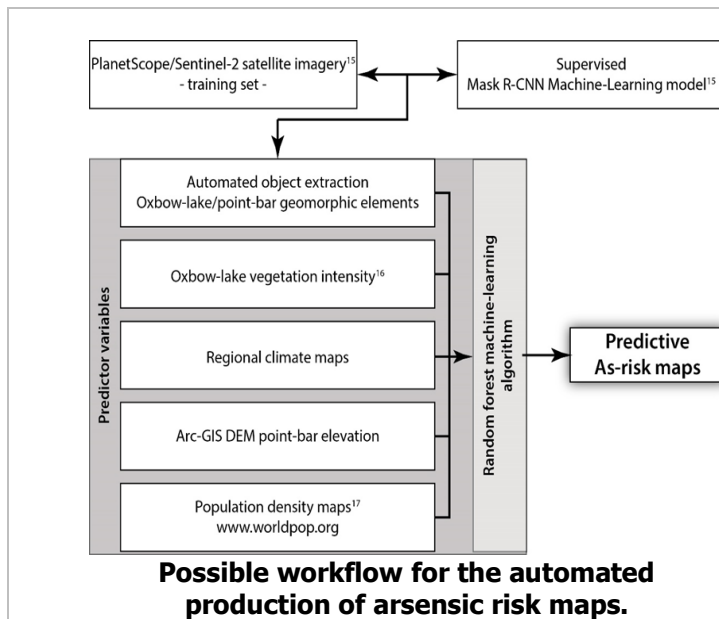 PlanetScope/Sentinel-2 satellite imagery15
- training set -
Supervised
Mask R-CNN Machine-Learning model15
Predictor variables
Automated object extraction
Oxbow-lake/point-bar geomorphic elements
Oxbow-lake vegetation intensity16
Regional climate maps
Arc-GIS DEM point-bar elevation
Population density maps17
www.worldpop.org
Random forest machine-learning
algorithm
Predictive
As-risk maps
Possible workflow for the automated
production of arsensic risk maps.